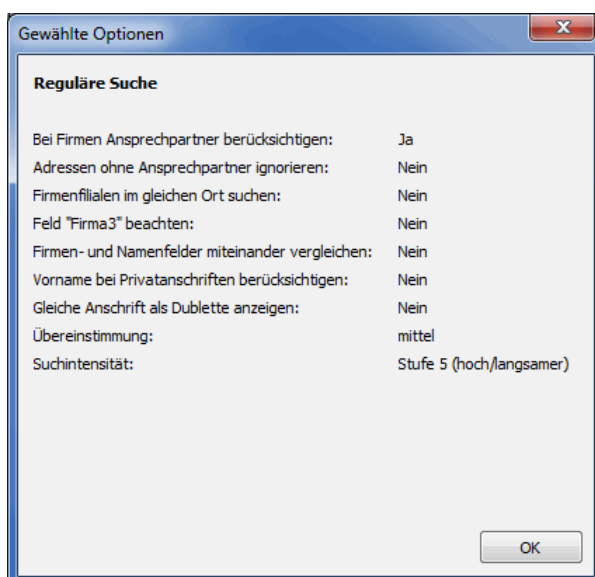 Gewählte Optionen
Reguläre Suche
Bei Firmen Ansprechpartner berücksichtigen: Ja
Adressen ohne Ansprechpartner ignorieren: Nein
Firmenfilialen im gleichen Ort suchen: Nein
Feld "Firma3" beachten: Nein
Firmen- und Namenfelder miteinander vergleichen: Nein
Vorname bei Privatanschriften berücksichtigen: Nein
Gleiche Anschrift als Dublette anzeigen: Nein
Übereinstimmung: mittel
Suchintensität: Stufe 5 (hoch/langsamer)
OK